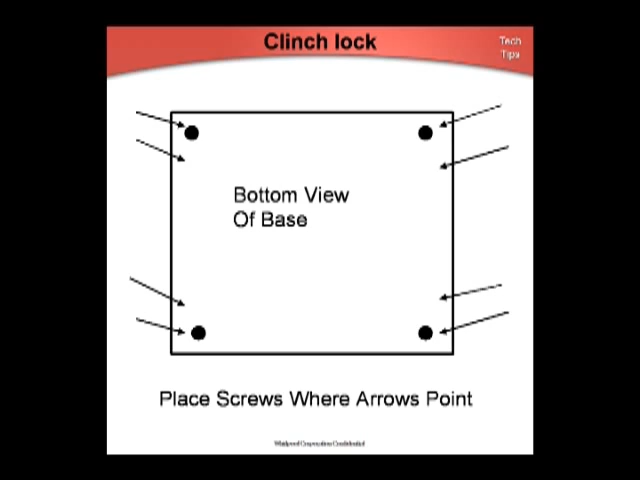 Clinch lock
Tech
Tips
Bottom View
Of Base
Place Screws Where Arrows Point
Whirlpool Corporation Confidential